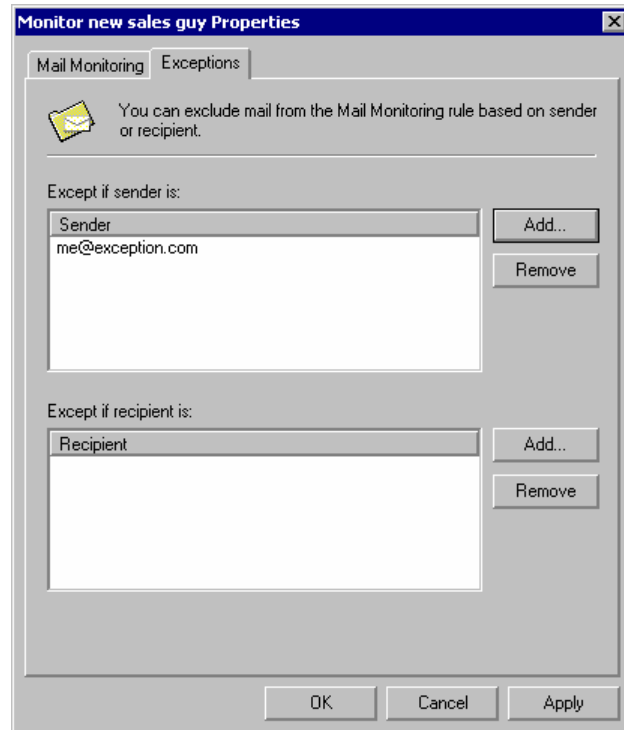 Monitor new sales guy Properties
Mail Monitoring Exceptions
You can exclude mail from the Mail Monitoring rule based on sender
or recipient.
Except if sender is:
Sender
me@exception.com
Add...
Remove
Except if recipient is:
Recipient
Add...
Remove
OK Cancel Apply